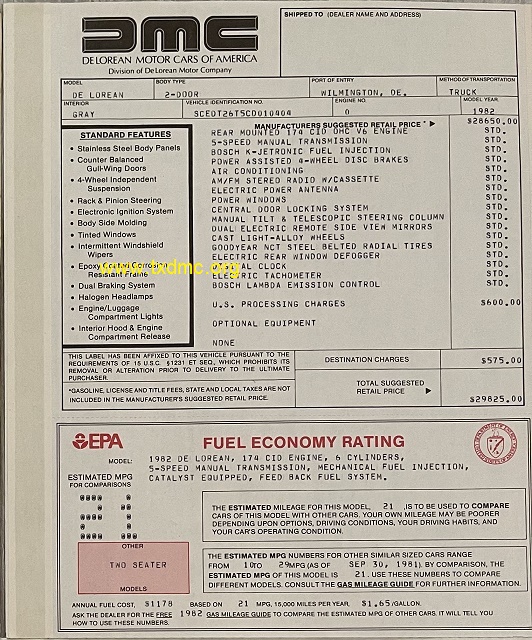 SHIPPED TO (DEALER NAME AND ADDRESS)
DMC
DE LOREAN MOTOR CARS OF AMERICA
Division of De Lorean Motor Company
MODEL
DE LOREAN
BODY TYPE
2-DOOR
PORT OF ENTRY
WILMINGTON, DE.
METHOD OF TRANSPORTATION
TRUCK
INTERIOR
GRAY
VEHICLE IDENTIFICATION NO.
SCEDT26T5CD010404
ENGINE NO.
0
MODEL YEAR
1982
MANUFACTURERS SUGGESTED RETAIL PRICE * ▶ $28650.00
STANDARD FEATURES
• Stainless Steel Body Panels
• Counter Balanced
Gull-Wing Doors
• 4-Wheel Independent
Suspension
• Rack & Pinion Steering
• Electronic Ignition System
• Body Side Molding
• Tinted Windows
• Intermittent Windshield
Wipers
• Epoxy Coated Corrosion
Resistant Frame
• Dual Braking System
• Halogen Headlamps
• Engine/Luggage
Compartment Lights
• Interior Hood & Engine
Compartment Release
REAR MOUNTED 174 CID OHC V6 ENGINE STD.
5-SPEED MANUAL TRANSMISSION STD.
BOSCH K-JETRONIC FUEL INJECTION STD.
POWER ASSISTED 4-WHEEL DISC BRAKES STD.
AIR CONDITIONING STD.
AM/FM STEREO RADIO W/CASSETTE STD.
ELECTRIC POWER ANTENNA STD.
POWER WINDOWS STD.
CENTRAL DOOR LOCKING SYSTEM STD.
MANUAL TILT & TELESCOPIC STEERING COLUMN STD.
DUAL ELECTRIC REMOTE SIDE VIEW MIRRORS STD.
CAST LIGHT-ALLOY WHEELS STD.
GOODYEAR NCT STEEL BELTED RADIAL TIRES STD.
ELECTRIC REAR WINDOW DEFOGGER STD.
CLOCK STD.
ELECTRIC TACHOMETER STD.
BOSCH LAMBDA EMISSION CONTROL STD.
www.txdmc.org
U.S. PROCESSING CHARGES $600.00
OPTIONAL EQUIPMENT
NONE
THIS LABEL HAS BEEN AFFIXED TO THIS VEHICLE PURSUANT TO THE
REQUIREMENTS OF 15 U.S.C. §1231 ET SEQ., WHICH PROHIBITS ITS
REMOVAL OR ALTERATION PRIOR TO DELIVERY TO THE ULTIMATE
PURCHASER.
*GASOLINE, LICENSE AND TITLE FEES, STATE AND LOCAL TAXES ARE NOT
INCLUDED IN THE MANUFACTURER'S SUGGESTED RETAIL PRICE.
DESTINATION CHARGES $575.00
TOTAL SUGGESTED
RETAIL PRICE ▶
$29825.00
EPA
FUEL ECONOMY RATING
MODEL: 1982 DE LOREAN, 174 CID ENGINE, 6 CYLINDERS,
5-SPEED MANUAL TRANSMISSION, MECHANICAL FUEL INJECTION,
CATALYST EQUIPPED, FEED BACK FUEL SYSTEM.
ESTIMATED MPG
FOR COMPARISONS
21
THE ESTIMATED MILEAGE FOR THIS MODEL, 21 ,IS TO BE USED TO COMPARE
CARS OF THIS MODEL WITH OTHER CARS. YOUR OWN MILEAGE MAY BE POORER
DEPENDING UPON OPTIONS, DRIVING CONDITIONS, YOUR DRIVING HABITS, AND
YOUR CAR'S OPERATING CONDITION.
OTHER
TWO SEATER
MODELS
THE ESTIMATED MPG NUMBERS FOR OTHER SIMILAR SIZED CARS RANGE
FROM 10 TO 29 MPG (AS OF SEP 30, 1981). BY COMPARISON, THE
ESTIMATED MPG OF THIS MODEL IS 21. USE THESE NUMBERS TO COMPARE
DIFFERENT MODELS. CONSULT THE GAS MILEAGE GUIDE FOR FURTHER INFORMATION.
ANNUAL FUEL COST, $1178 BASED ON 21 MPG, 15,000 MILES PER YEAR, $1.65/GALLON.
ASK THE DEALER FOR THE FREE 1982 GAS MILEAGE GUIDE TO COMPARE THE MPG OF OTHER CARS. IT WILL TELL YOU
HOW TO USE THESE NUMBERS.